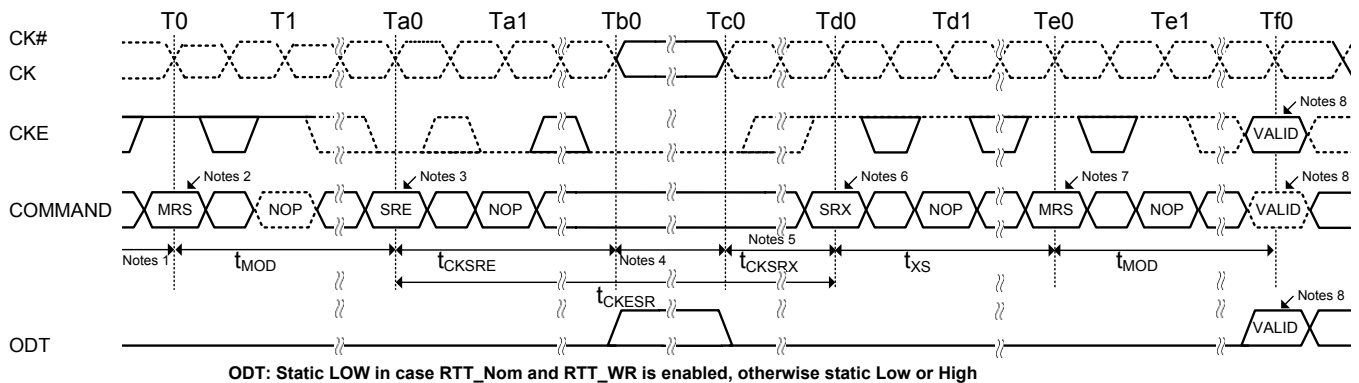 T0 T1 Ta0 Ta1 Tb0 Tc0 Td0 Td1 Te0 Te1 Tf0
CK#
CK
Notes 8
CKE VALID
Notes 2 Notes 3 Notes 6 Notes 7 Notes 8
COMMAND MRS NOP SRE NOP SRX NOP MRS NOP VALID
Notes 1 tMOD tCKSRE Notes 4 Notes 5 tCKSRX tXS tMOD
tCKESR
Notes 8
ODT VALID
ODT: Static LOW in case RTT_Nom and RTT_WR is enabled, otherwise static Low or High